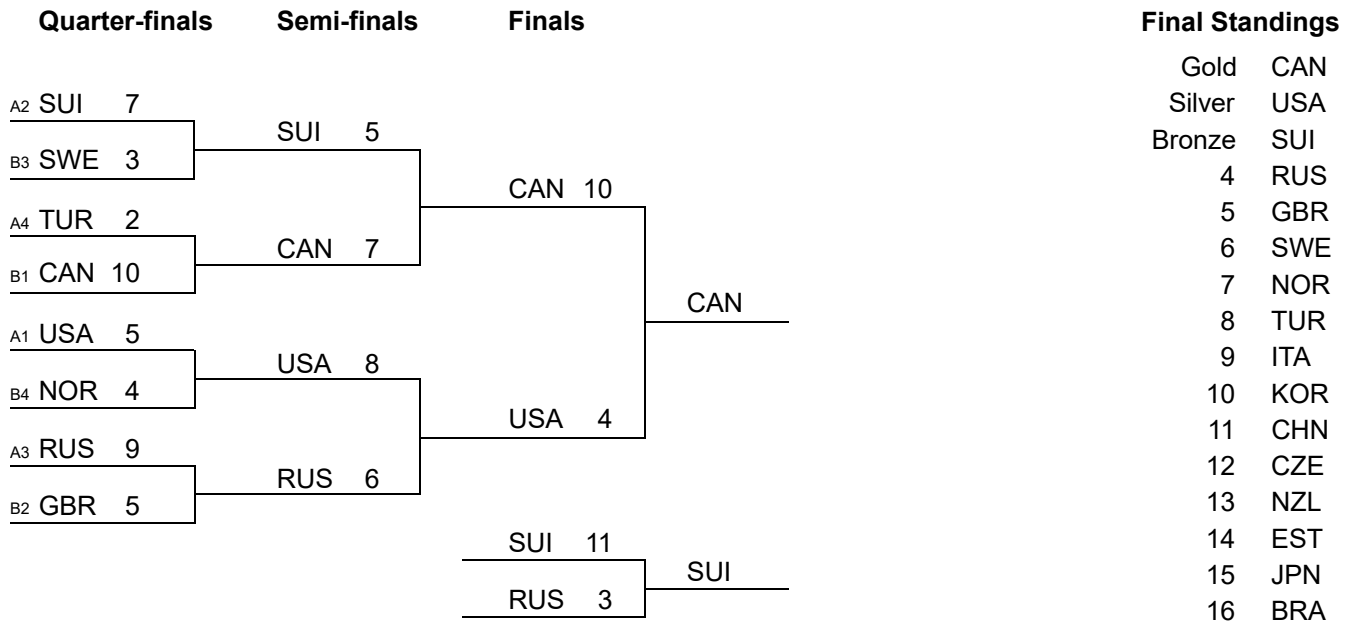 Quarter-finals Semi-finals Finals Final Standings
Gold CAN
A2 SUI 7 Silver USA
SUI 5 Bronze SUI
B3 SWE 3
4 RUS
CAN 10
5 GBR
A4 TUR 2
6 SWE
CAN 7
B1 CAN 10
7 NOR
CAN
8 TUR
A1 USA 5
9 ITA
USA 8
B4 NOR 4
10 KOR
USA 4
11 CHN
A3 RUS 9
12 CZE
RUS 6
B2 GBR 5
13 NZL
SUI 11
14 EST
SUI
15 JPN
RUS 3
16 BRA